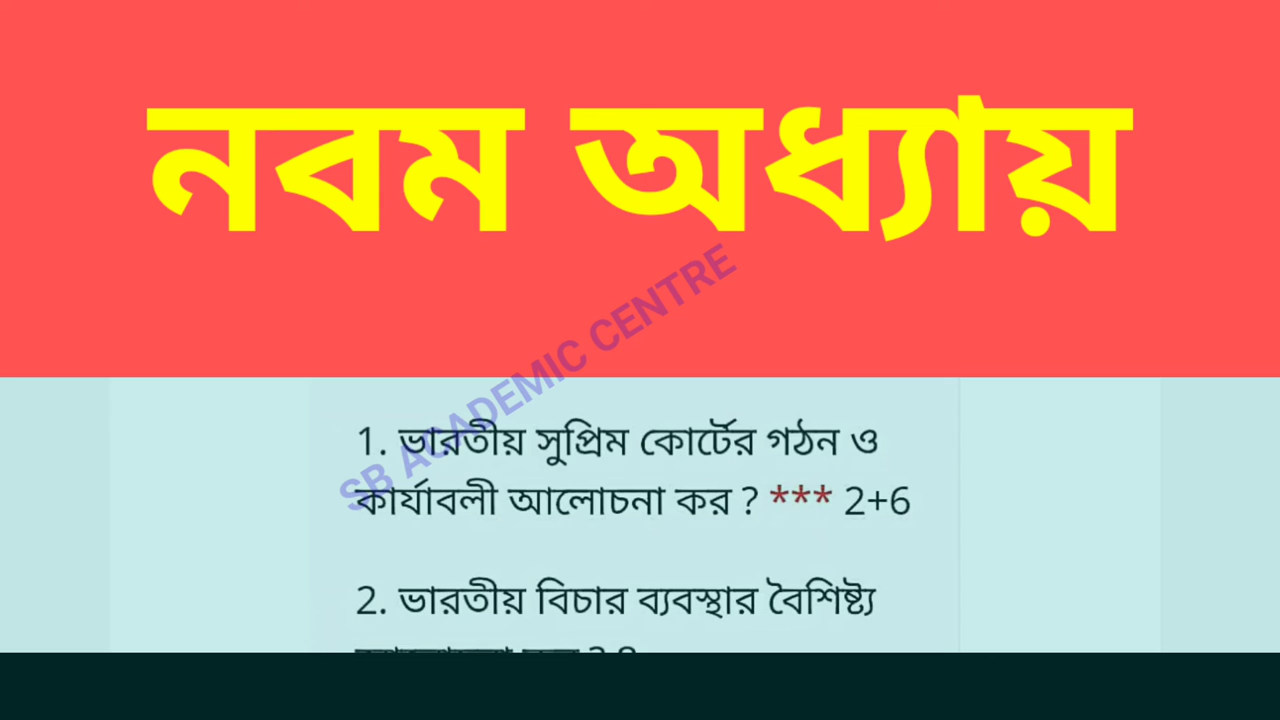 নবম অধ্যায়
SB ACADEMIC CENTRE
1. ভারতীয় সুপ্রিম কোর্টের গঠন ও
কার্যাবলী আলোচনা কর ? *** 2+6
2. ভারতীয় বিচার ব্যবস্থার বৈশিষ্ট্য